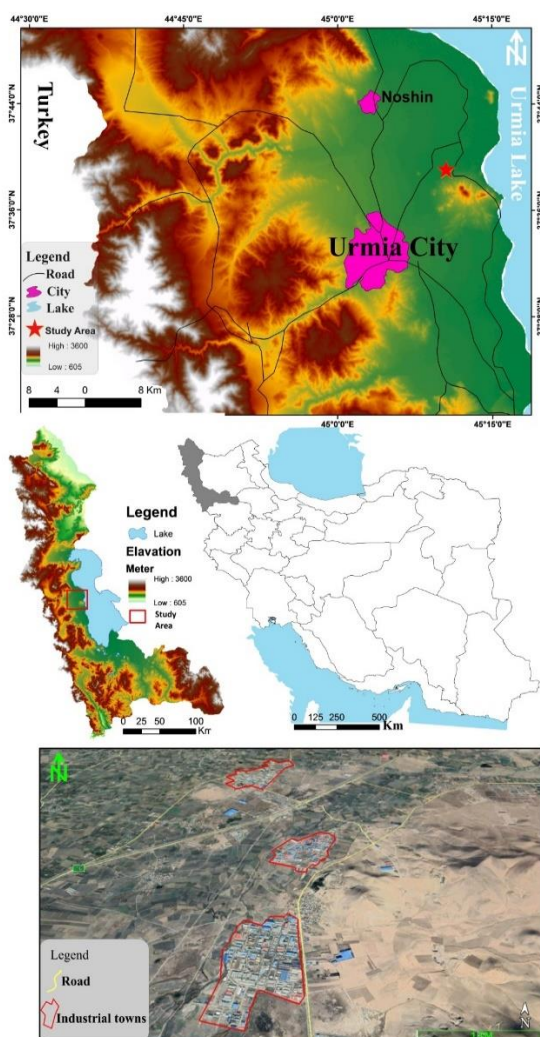 44°30'0"E 44°45'0"E 45°0'0"E 45°15'0"E
N
Turkey
Urmia Lake
Noshin
Urmia City
37°44'0"N
37°36'0"N
37°28'0"N
Legend
Road
City
Lake
Study Area
High : 3600
Low : 605
8 4 0 8 Km
45°0'0"E 45°15'0"E
Legend
Lake
Elavation
Meter
High : 3600
Low : 605
Study
Area
0 25 50 100
Km
0 125 250 500
Km
N
Legend
Road
Industrial towns
N